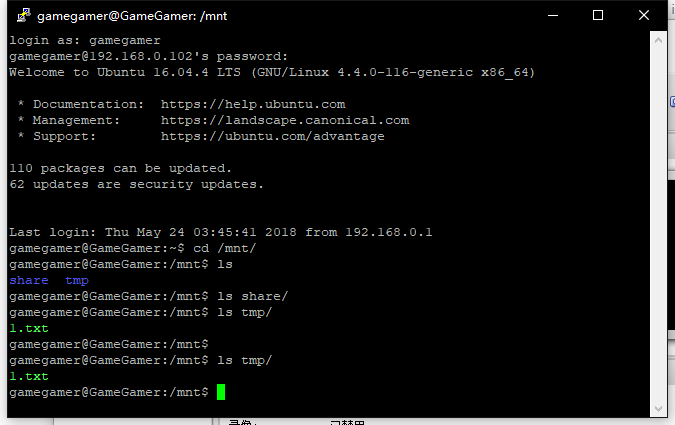 gamegamer@GameGamer: /mnt
login as: gamegamer
gamegamer@192.168.0.102's password:
Welcome to Ubuntu 16.04.4 LTS (GNU/Linux 4.4.0-116-generic x86_64)
* Documentation:  https://help.ubuntu.com
* Management:     https://landscape.canonical.com
* Support:        https://ubuntu.com/advantage
110 packages can be updated.
62 updates are security updates.
Last login: Thu May 24 03:45:41 2018 from 192.168.0.1
gamegamer@GameGamer:~$ cd /mnt/
gamegamer@GameGamer:/mnt$ ls
share  tmp
gamegamer@GameGamer:/mnt$ ls share/
gamegamer@GameGamer:/mnt$ ls tmp/
1.txt
gamegamer@GameGamer:/mnt$
gamegamer@GameGamer:/mnt$ ls tmp/
1.txt
gamegamer@GameGamer:/mnt$